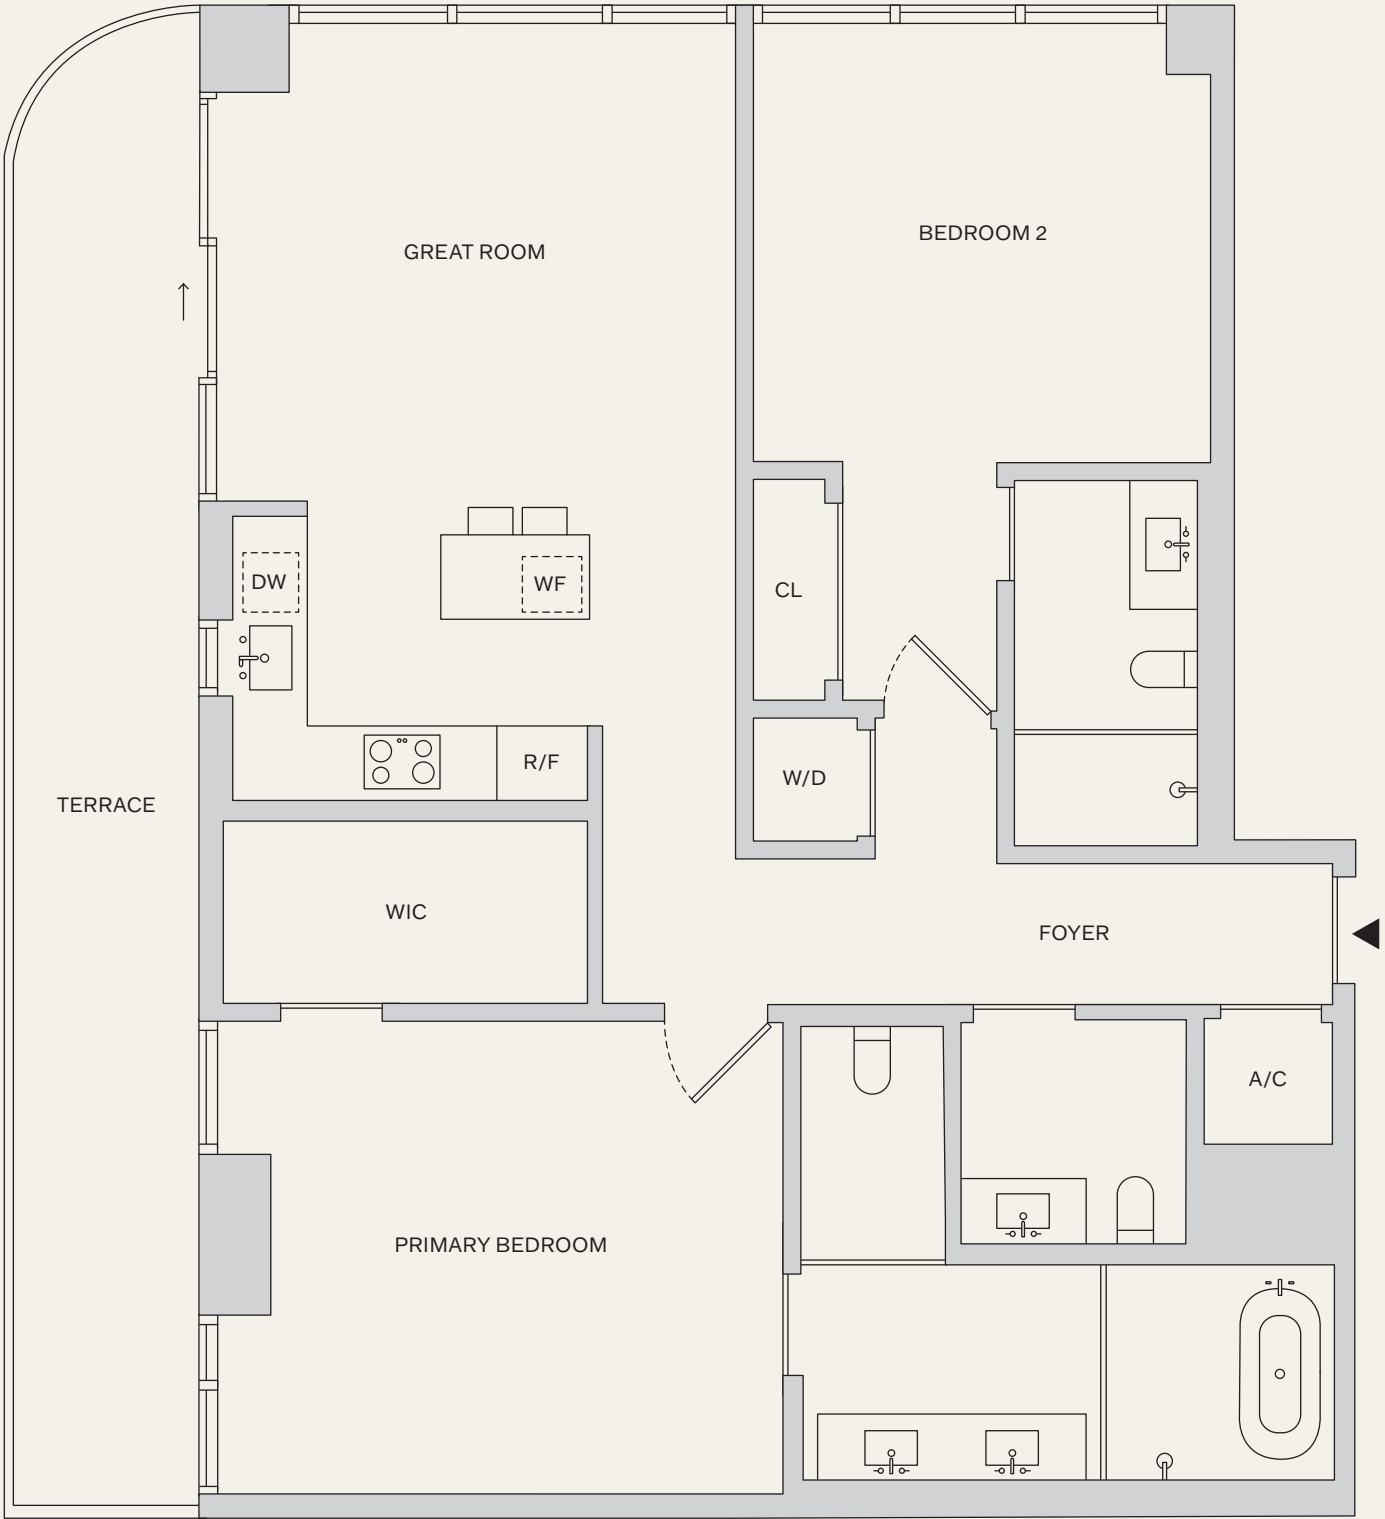 BEDROOM 2
GREAT ROOM
DW
WF
CL
R/F
W/D
TERRACE
WIC
FOYER
A/C
PRIMARY BEDROOM